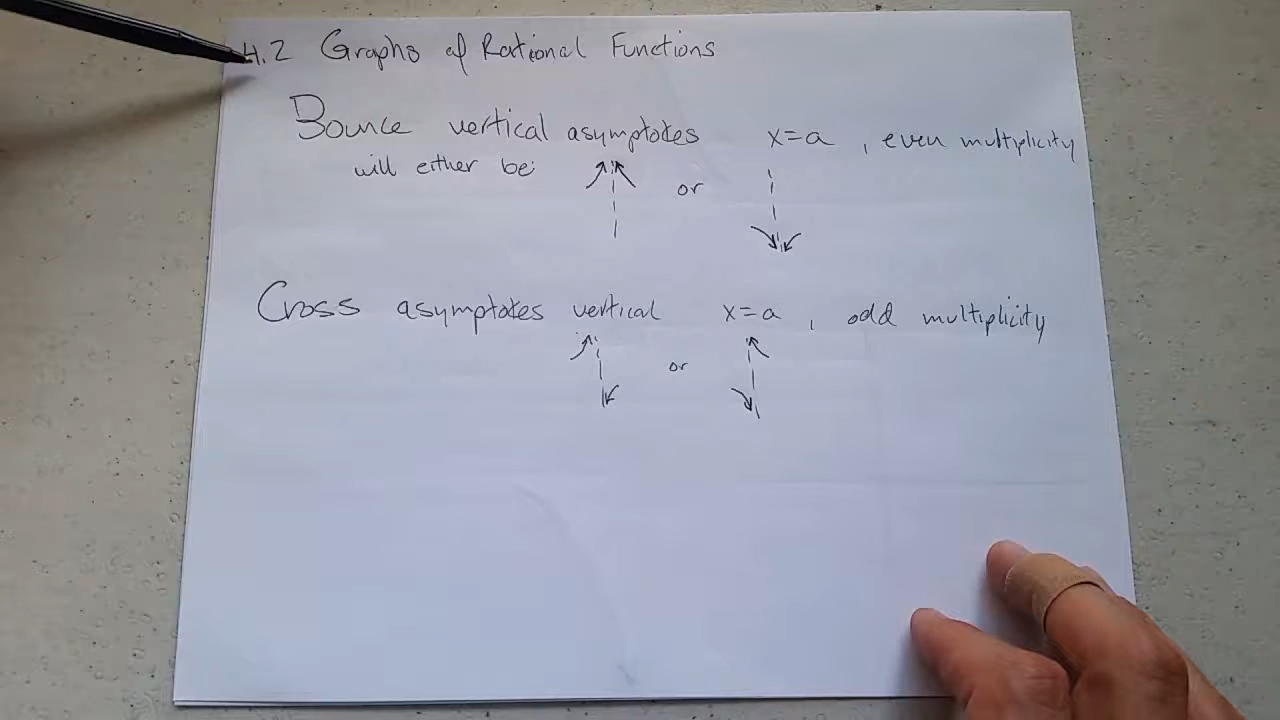 4.2 Graphs of Rational Functions
Bounce vertical asymptotes x=a , even multiplicity
will either be:
or
Cross asymptotes vertical x=a , odd multiplicity
or